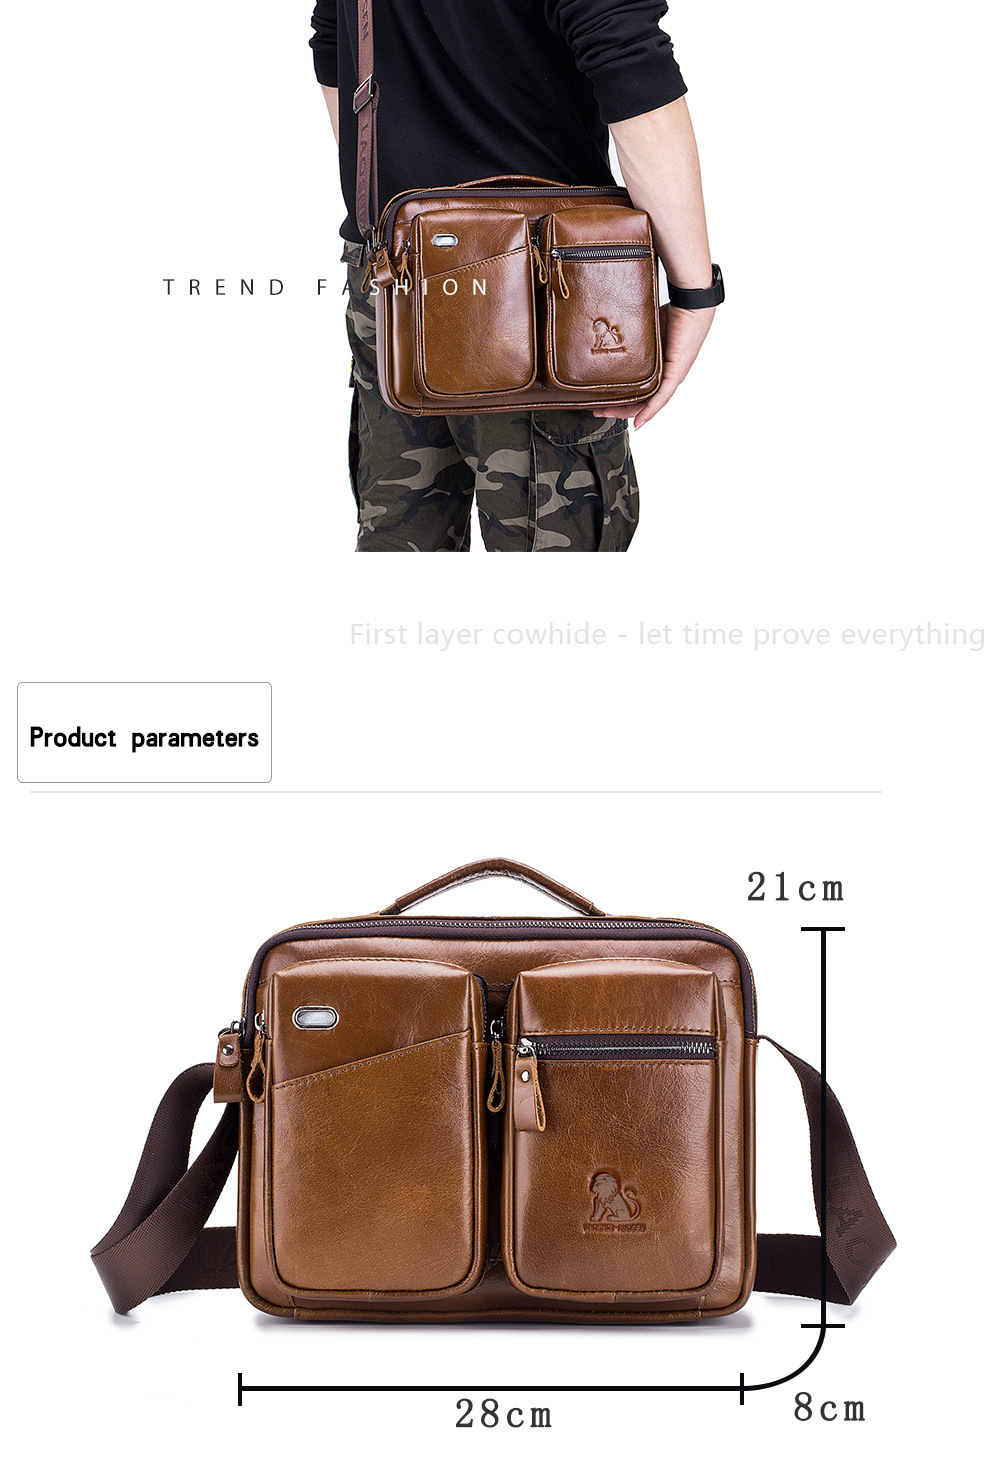 TREND FASHION
First layer cowhide - let time prove everything
Product parameters
21cm
28cm
8cm